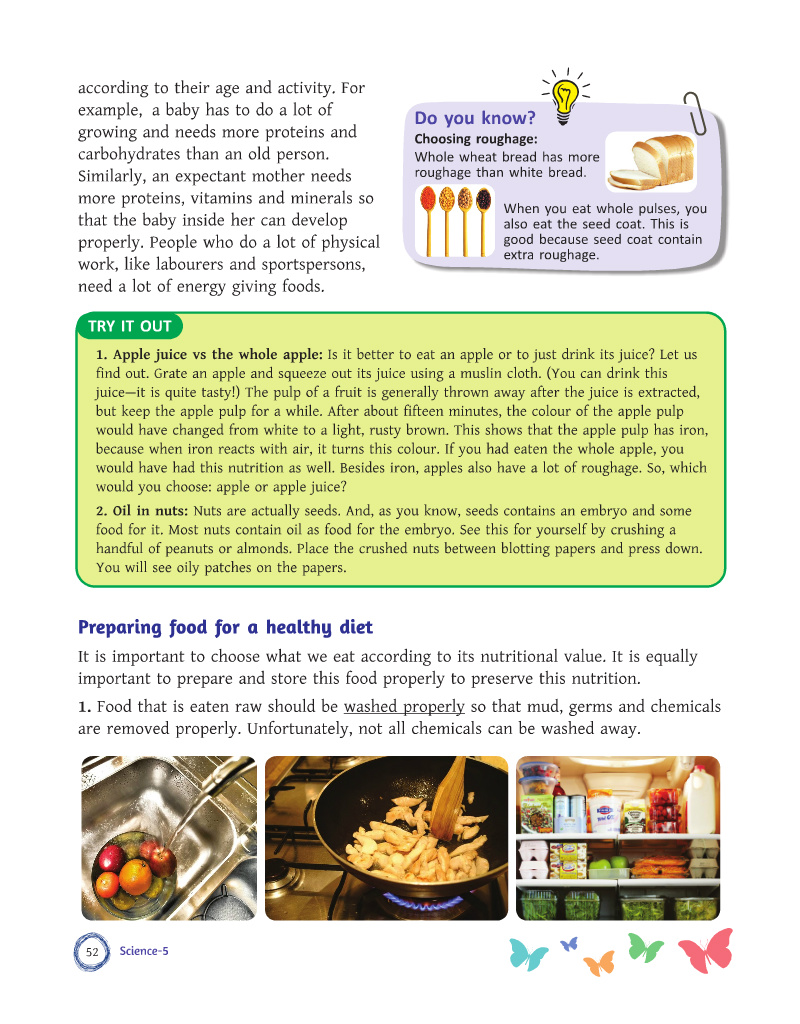 according to their age and activity. For
example,  a baby has to do a lot of
growing and needs more proteins and
carbohydrates than an old person.
Similarly, an expectant mother needs
more proteins, vitamins and minerals so
that the baby inside her can develop
properly. People who do a lot of physical
work, like labourers and sportspersons,
need a lot of energy giving foods.
Do you know?
Choosing roughage:
Whole wheat bread has more
roughage than white bread.
When you eat whole pulses, you
also eat the seed coat. This is
good because seed coat contain
extra roughage.
TRY IT OUT
1. Apple juice vs the whole apple: Is it better to eat an apple or to just drink its juice? Let us
find out. Grate an apple and squeeze out its juice using a muslin cloth. (You can drink this
juice—it is quite tasty!) The pulp of a fruit is generally thrown away after the juice is extracted,
but keep the apple pulp for a while. After about fifteen minutes, the colour of the apple pulp
would have changed from white to a light, rusty brown. This shows that the apple pulp has iron,
because when iron reacts with air, it turns this colour. If you had eaten the whole apple, you
would have had this nutrition as well. Besides iron, apples also have a lot of roughage. So, which
would you choose: apple or apple juice?
2. Oil in nuts: Nuts are actually seeds. And, as you know, seeds contains an embryo and some
food for it. Most nuts contain oil as food for the embryo. See this for yourself by crushing a
handful of peanuts or almonds. Place the crushed nuts between blotting papers and press down.
You will see oily patches on the papers.
Preparing food for a healthy diet
It is important to choose what we eat according to its nutritional value. It is equally
important to prepare and store this food properly to preserve this nutrition.
1. Food that is eaten raw should be washed properly so that mud, germs and chemicals
are removed properly. Unfortunately, not all chemicals can be washed away.
52
Science-5